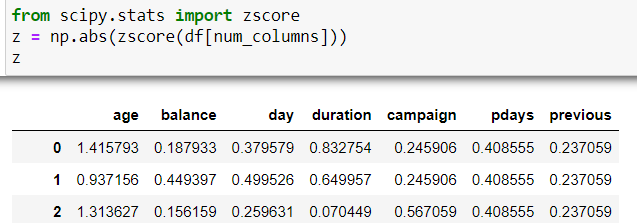 from scipy.stats import zscore
z = np.abs(zscore(df[num_columns]))
z
age balance day duration campaign pdays previous
0 1.415793 0.187933 0.379579 0.832754 0.245906 0.408555 0.237059
1 0.937156 0.449397 0.499526 0.649957 0.245906 0.408555 0.237059
2 1.313627 0.156159 0.259631 0.070449 0.567059 0.408555 0.237059